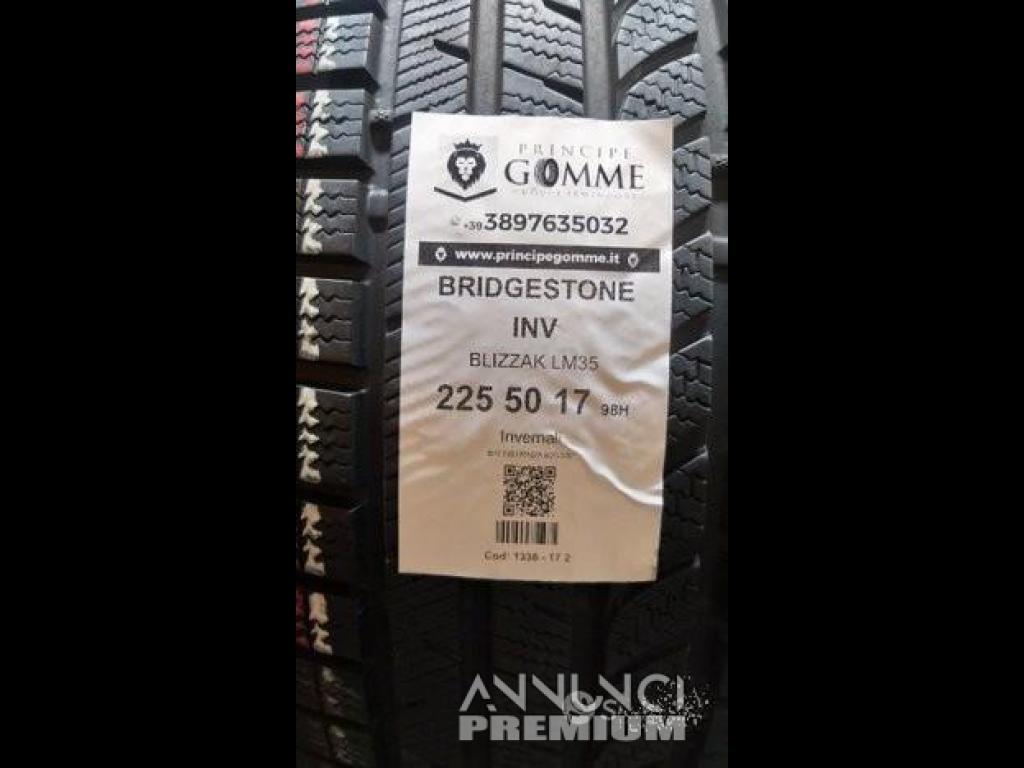 PRINCIPE
GOMME
+39 3897635032
www.principegomme.it
BRIDGESTONE
INV
BLIZZAK LM35
225 50 17 98H
Invernali
Cod: 1338 - 17 2
ANNUNCI
PREMIUM